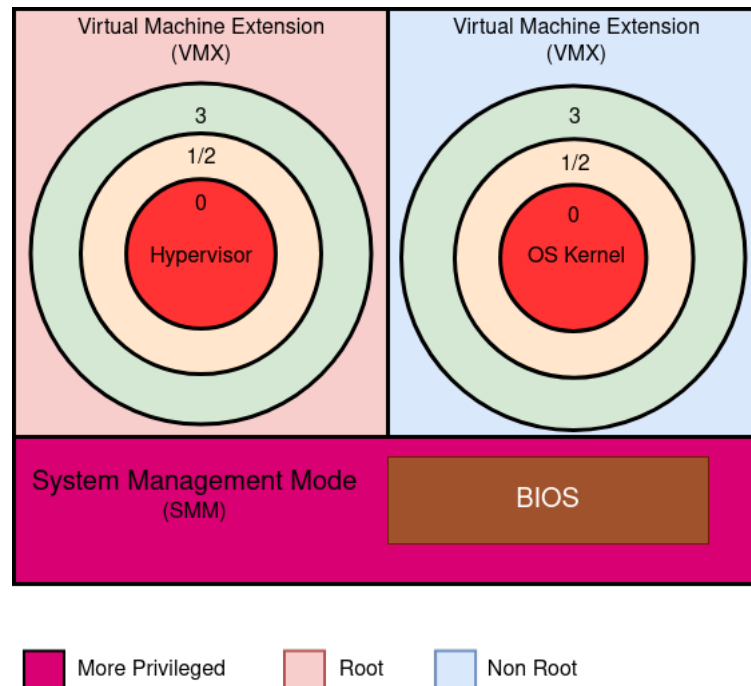 Virtual Machine Extension
(VMX)
3
1/2
0
Hypervisor
Virtual Machine Extension
(VMX)
3
1/2
0
OS Kernel
System Management Mode
(SMM)
BIOS
More Privileged
Root
Non Root